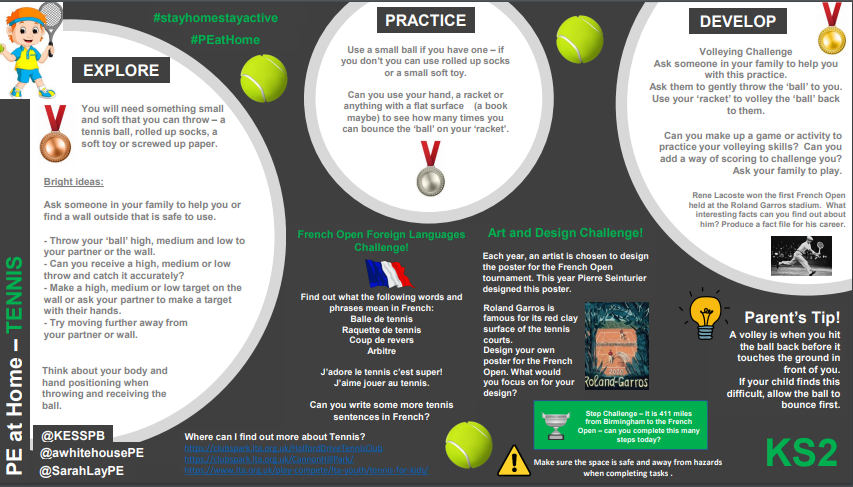 #stayhomestayactive
#PEatHome
PE at Home – TENNIS
EXPLORE
You will need something small
and soft that you can throw – a
tennis ball, rolled up socks, a
soft toy or screwed up paper.
Bright ideas:
Ask someone in your family to help you or
find a wall outside that is safe to use.
- Throw your 'ball' high, medium and low to
your partner or the wall.
- Can you receive a high, medium or low
throw and catch it accurately?
- Make a high, medium or low target on the
wall or ask your partner to make a target
with their hands.
- Try moving further away from
your partner or wall.
Think about your body and
hand positioning when
throwing and receiving the
ball.
@KESSPB
@awhitehousePE
@SarahLayPE
PRACTICE
Use a small ball if you have one – if
you don't you can use rolled up socks
or a small soft toy.
Can you use your hand, a racket or
anything with a flat surface (a book
maybe) to see how many times you
can bounce the 'ball' on your 'racket'.
DEVELOP
Volleying Challenge
Ask someone in your family to help you
with this practice.
Ask them to gently throw the 'ball' to you.
Use your 'racket' to volley the 'ball' back
to them.
Can you make up a game or activity to
practice your volleying skills? Can you
add a way of scoring to challenge you?
Ask your family to play.
Rene Lacoste won the first French Open
held at the Roland Garros stadium. What
interesting facts can you find out about
him? Produce a fact file for his career.
French Open Foreign Languages
Challenge!
Find out what the following words and
phrases mean in French:
Balle de tennis
Raquette de tennis
Coup de revers
Arbitre
J'adore le tennis c'est super!
J'aime jouer au tennis.
Can you write some more tennis
sentences in French?
Art and Design Challenge!
Each year, an artist is chosen to design
the poster for the French Open
tournament. This year Pierre Seinturier
designed this poster.
Roland Garros is
famous for its red clay
surface of the tennis
courts.
Design your own
poster for the French
Open. What would
you focus on for your
design?
2020
Roland-Garros
Parent's Tip!
A volley is when you hit
the ball back before it
touches the ground in
front of you.
If your child finds this
difficult, allow the ball to
bounce first.
Step Challenge – It is 411 miles
from Birmingham to the French
Open – can you complete this many
steps today?
Where can I find out more about Tennis?
https://clubspark.lta.org.uk/HolfordDriveTennisClub
https://clubspark.lta.org.uk/CannonHillPark/
https://www.lta.org.uk/play-compete/for-youth/tennis-for-kids/
Make sure the space is safe and away from hazards
when completing tasks .
KS2